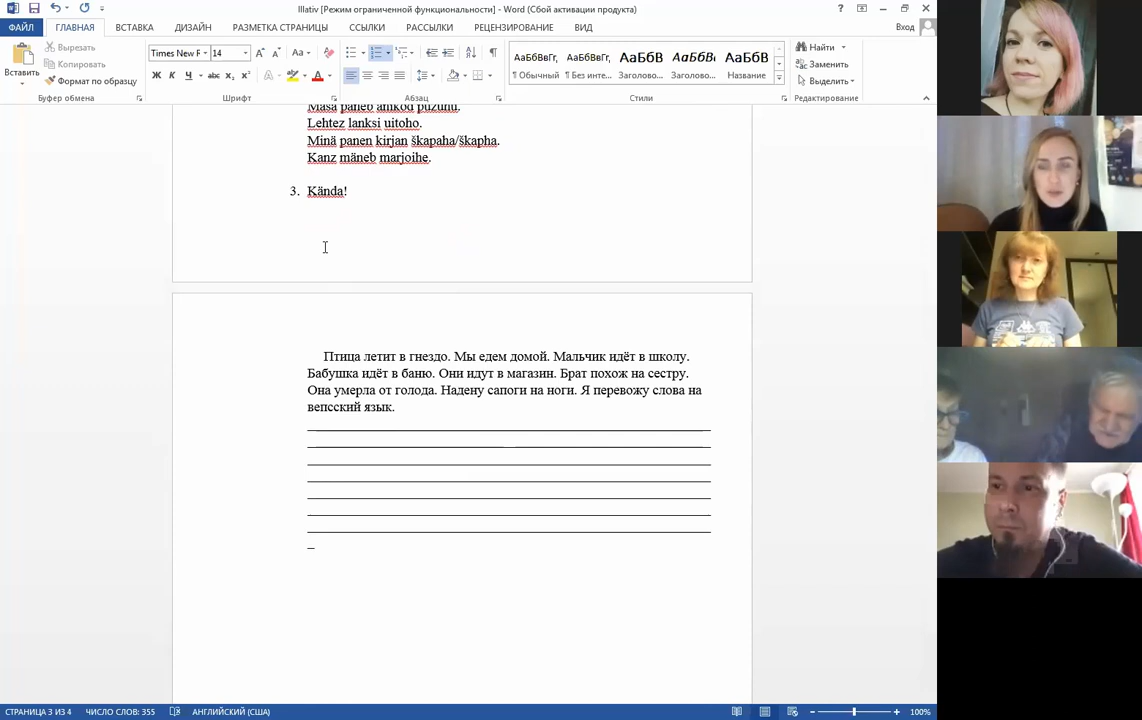 Illativ [Режим ограниченной функциональности] - Word (Сбой активации продукта)
ФАЙЛ ГЛАВНАЯ ВСТАВКА ДИЗАЙН РАЗМЕТКА СТРАНИЦЫ ССЫЛКИ РАССЫЛКИ РЕЦЕНЗИРОВАНИЕ ВИД Вход
Вставить Вырезать Копировать Формат по образцу
Times New R 14
АаБбВвГг, АаБбВвГг, АаБбВ АаБбВвІ АаБбВ
¶ Обычный ¶ Без инте... Заголово... Заголово... Название
Найти Заменить Выделить
Буфер обмена Шрифт Абзац Стили Редактирование
Masa paneb amkod puzuhu.
Lehtez lanksi uitoho.
Minä panen kirjan škapaha/škapha.
Kanz mäneb marjoihe.
3. Kända!
Птица летит в гнездо. Мы едем домой. Мальчик идёт в школу.
Бабушка идёт в баню. Они идут в магазин. Брат похож на сестру.
Она умерла от голода. Надену сапоги на ноги. Я перевожу слова на
вепсский язык.
СТРАНИЦА 3 ИЗ 4 ЧИСЛО СЛОВ: 355 АНГЛИЙСКИЙ (США) 100%